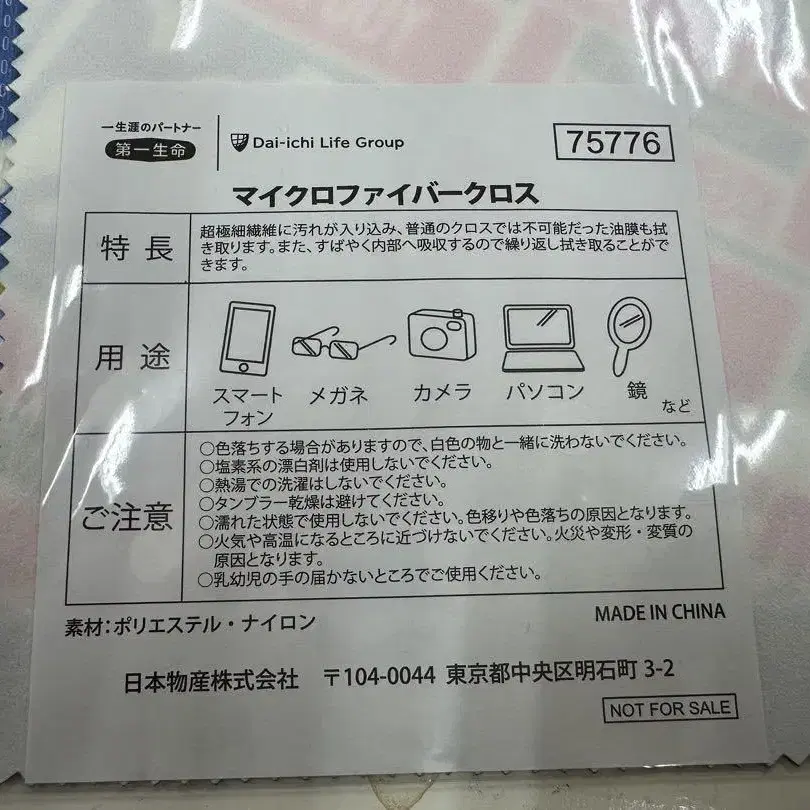 一生涯のパートナー
第一生命
Dai-ichi Life Group
75776
マイクロファイバークロス
特長
超極細繊維に汚れが入り込み、普通のクロスでは不可能だった油膜も拭
き取ります。また、すばやく内部へ吸収するので繰り返し拭き取ることがで
きます。
用途
スマート
フォン
メガネ
カメラ
パソコン
鏡
など
ご注意
○色落ちする場合がありますので、白色の物と一緒に洗わないでください。
○塩素系の漂白剤は使用しないでください。
○熱湯での洗濯はしないでください。
○タンブラー乾燥は避けてください。
○濡れた状態で使用しないでください。色移りや色落ちの原因となります。
○火気や高温になるところに近づけないでください。火災や変形・変質の
原因となります。
○乳幼児の手の届かないところでご使用ください。
素材:ポリエステル・ナイロン
MADE IN CHINA
日本物産株式会社 〒104-0044 東京都中央区明石町 3-2
NOT FOR SALE